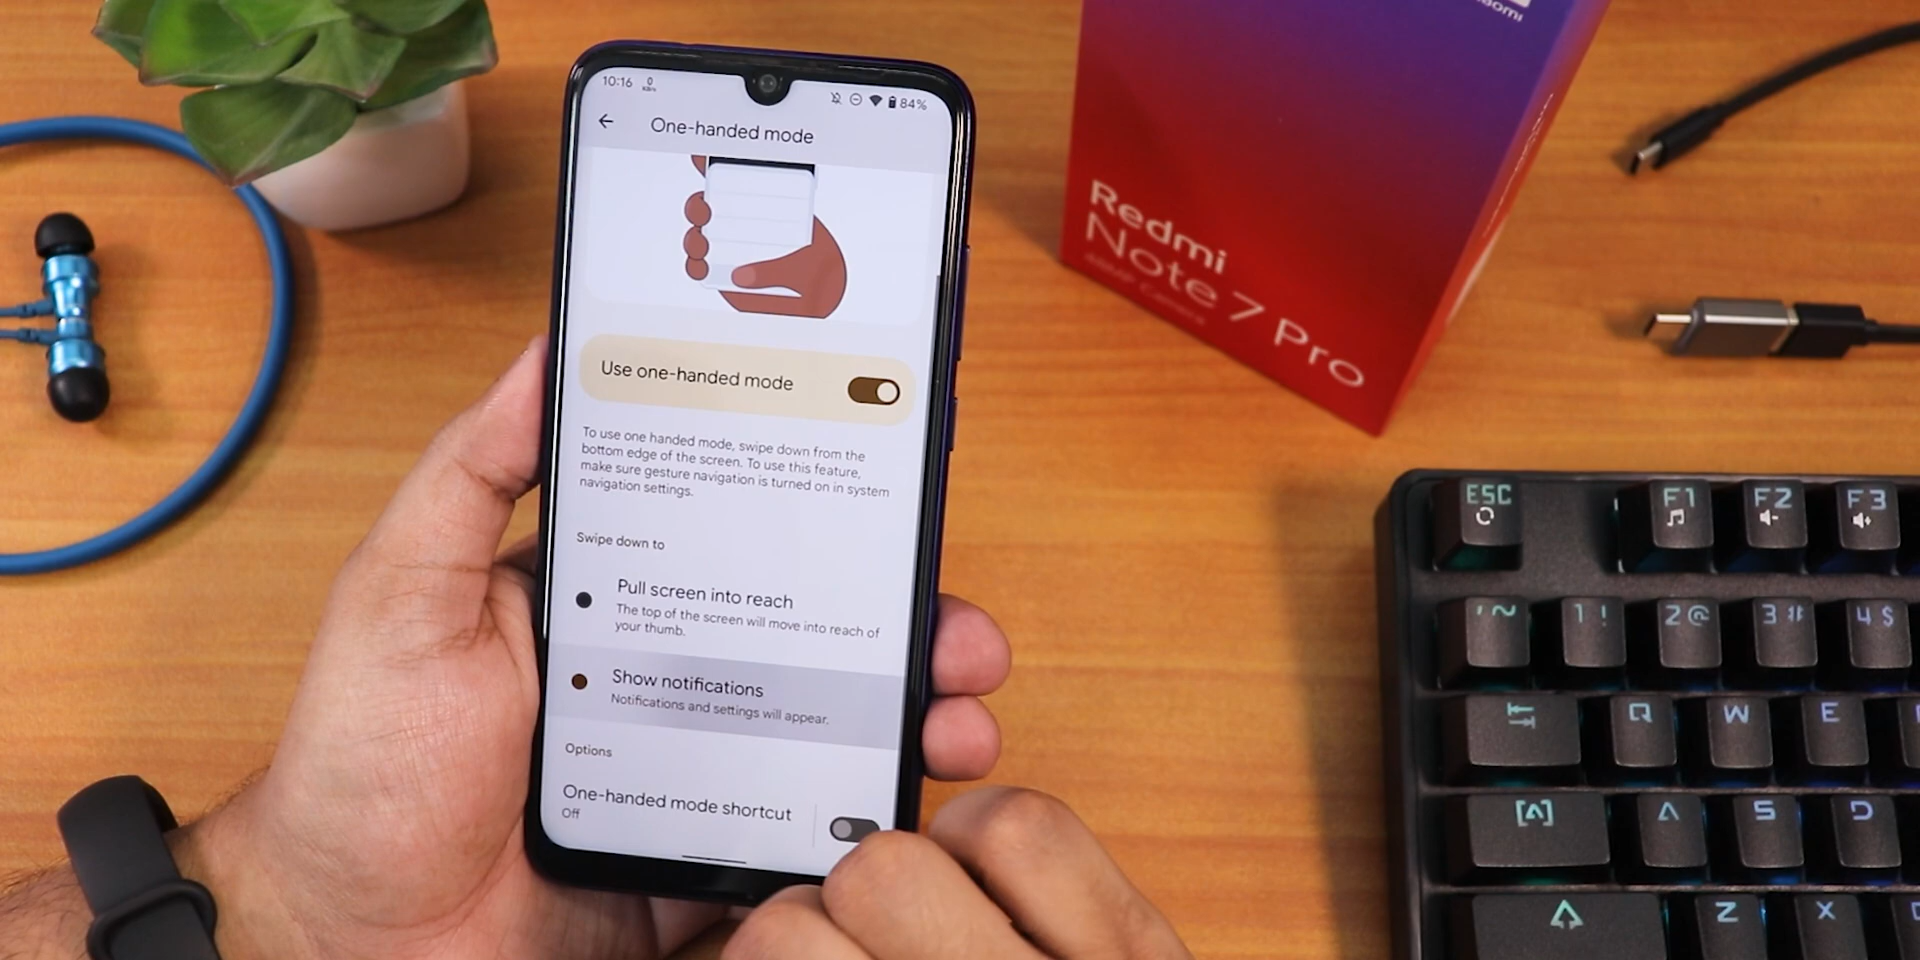 10:16
0
KB/s
84%
One-handed mode
Use one-handed mode
To use one handed mode, swipe down from the
bottom edge of the screen. To use this feature,
make sure gesture navigation is turned on in system
navigation settings.
Swipe down to
Pull screen into reach
The top of the screen will move into reach of
your thumb.
Show notifications
Notifications and settings will appear.
Options
One-handed mode shortcut
Off
Redmi
Note 7 Pro
ESC F1 F2 F3
'~ 1 ! 2 @ 3 # 4 $
Q W E
[A] A S D
Z X